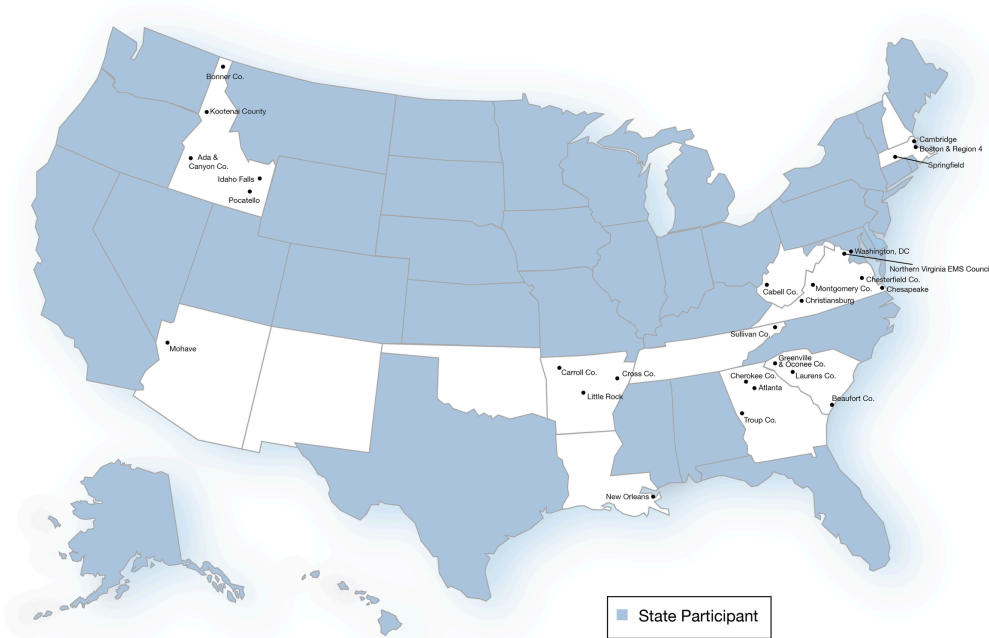 Bonner Co.
Kootenai County
Ada &
Canyon Co.
Idaho Falls
Pocatello
Cambridge
Boston & Region 4
Springfield
Washington, DC
Northern Virginia EMS Counci
Chesterfield Co.
Cabell Co.
Montgomery Co.
Chesapeake
Christiansburg
Sullivan Co.
Mohave
Carroll Co.
Cross Co.
Little Rock
Greenville
& Oconee Co.
Cherokee Co.
Laurens Co.
Atlanta
Beaufort Co.
Troup Co.
New Orleans
State Participant